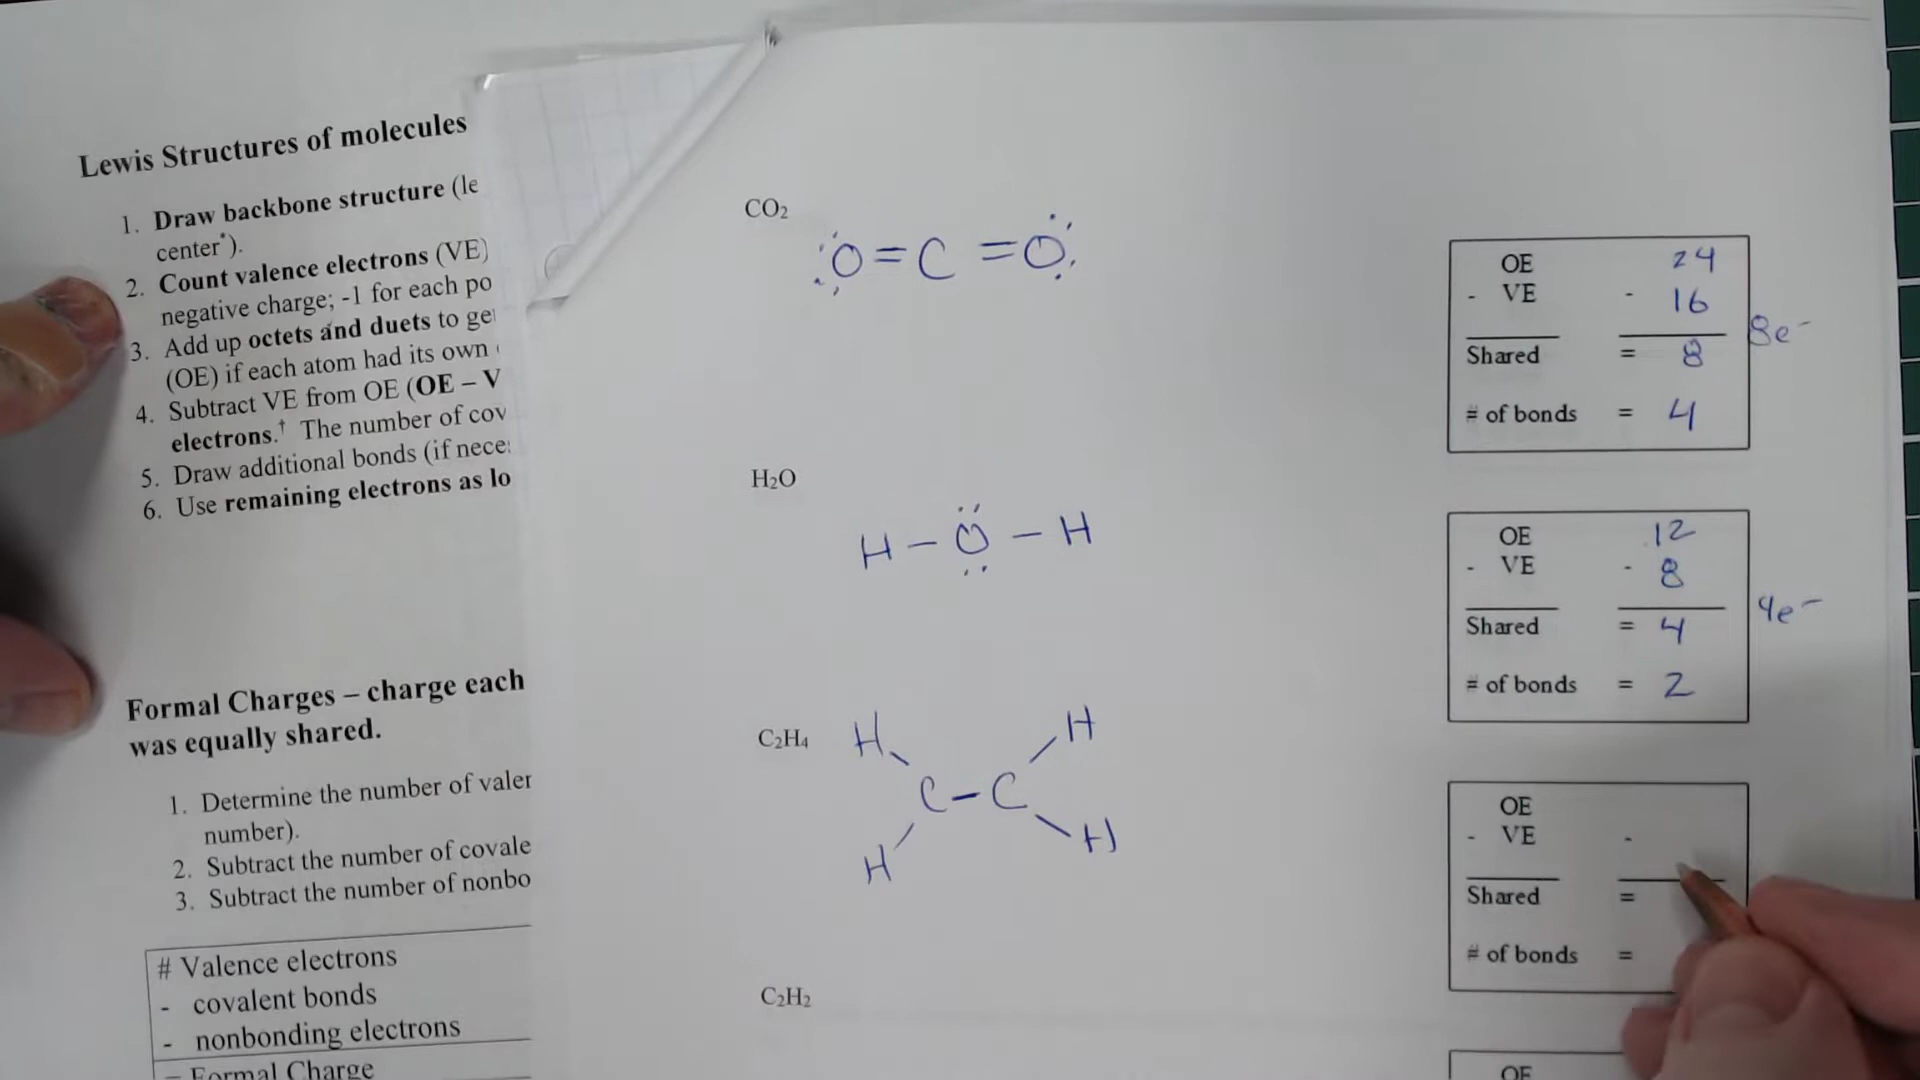 Lewis Structures of molecules
1. Draw backbone structure (le
center*).
2. Count valence electrons (VE)
negative charge; -1 for each po
3. Add up octets and duets to ge
(OE) if each atom had its own
4. Subtract VE from OE (OE – V
electrons.† The number of cov
5. Draw additional bonds (if nece
6. Use remaining electrons as lo
Formal Charges – charge each
was equally shared.
1. Determine the number of valen
number).
2. Subtract the number of covale
3. Subtract the number of nonbo
# Valence electrons
- covalent bonds
- nonbonding electrons
= Formal Charge
CO₂
O = C = O
OE 24
- VE - 16
Shared = 8
8e⁻
# of bonds = 4
H₂O
H – O – H
OE 12
- VE - 8
Shared = 4
4e⁻
# of bonds = 2
C₂H₄
H H
C – C
H H
OE
- VE -
Shared =
# of bonds =
C₂H₂
OE